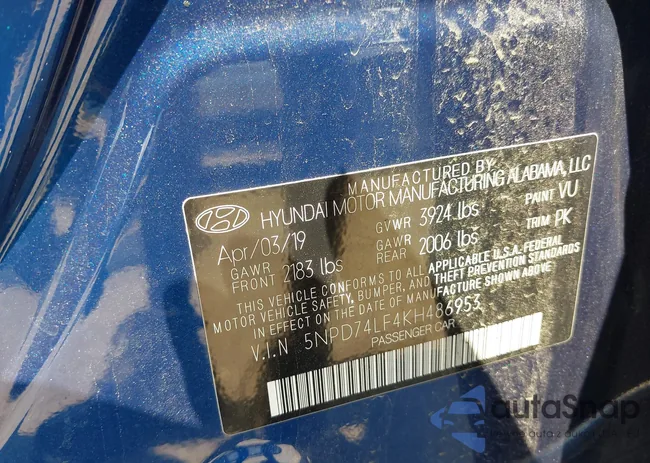 MANUFACTURED BY
HYUNDAI MOTOR MANUFACTURING ALABAMA, LLC
Apr/03/19
GVWR 3924 lbs
PAINT VU
GAWR FRONT 2183 lbs
GAWR REAR 2006 lbs
TRIM PK
THIS VEHICLE CONFORMS TO ALL APPLICABLE U.S.A. FEDERAL
MOTOR VEHICLE SAFETY, BUMPER, AND THEFT PREVENTION STANDARDS
IN EFFECT ON THE DATE OF MANUFACTURE SHOWN ABOVE
V.I.N 5NPD74LF4KH486953
PASSENGER CAR
autaSnap